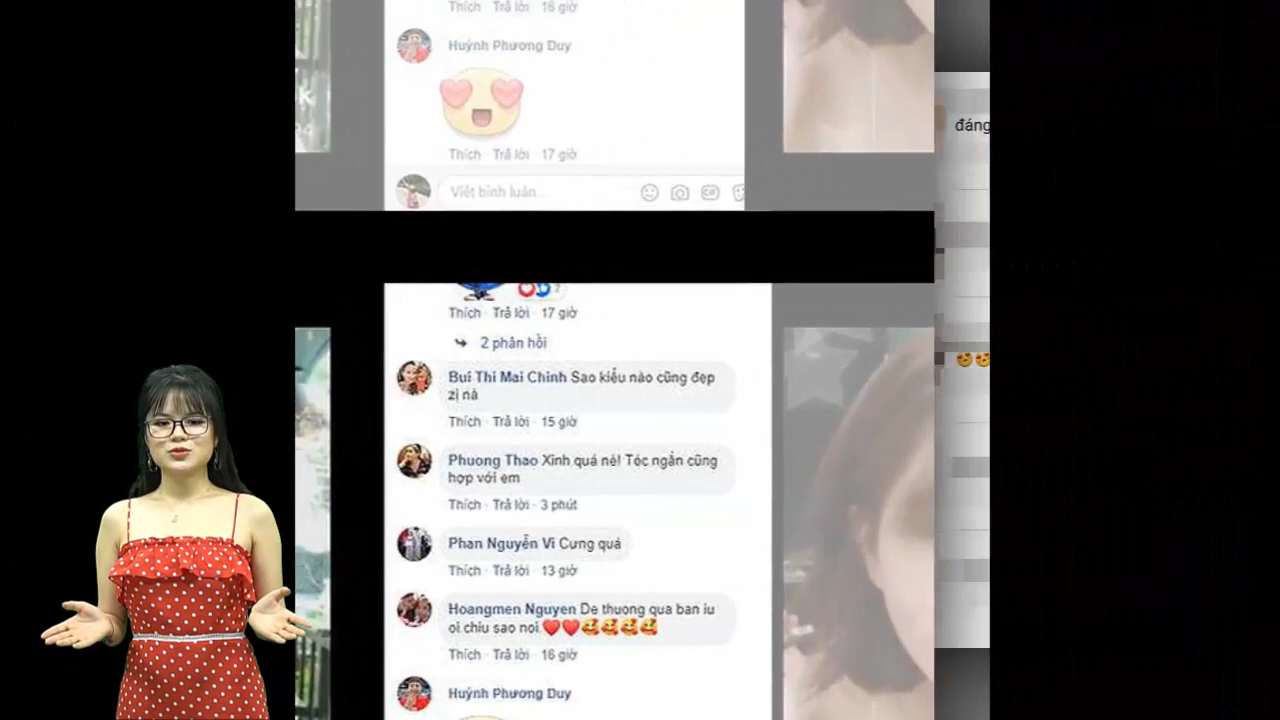 Thích · Trả lời · 16 giờ
Huỳnh Phương Duy
Thích · Trả lời · 17 giờ
Viết bình luận...
GIF
đáng
7
Thích · Trả lời · 17 giờ
2 phản hồi
Bui Thi Mai Chinh Sao kiểu nào cũng đẹp
zị ná
Thích · Trả lời · 15 giờ
Phuong Thao Xinh quá nè! Tóc ngắn cũng
hợp với em
Thích · Trả lời · 3 phút
Phan Nguyễn Vi Cưng quá
Thích · Trả lời · 13 giờ
Hoangmen Nguyen De thuong qua ban iu
oi.chiu sao noi ❤️❤️🥰🥰🥰🥰
Thích · Trả lời · 16 giờ
Huỳnh Phương Duy